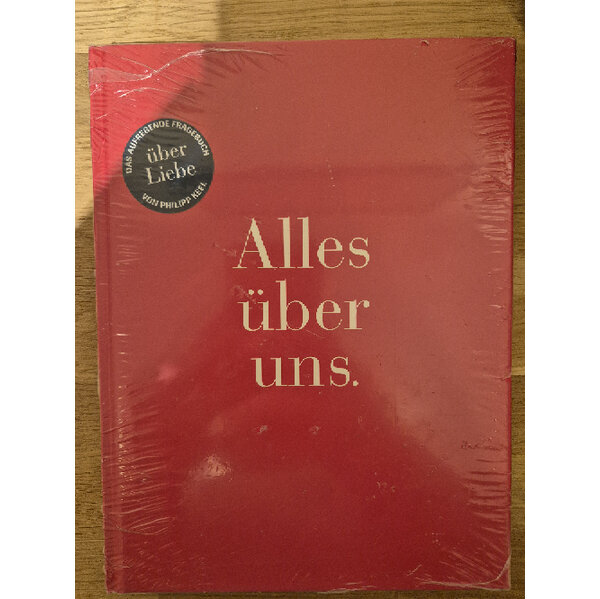 DAS AUFREGENDE FRAGEBUCH
über
Liebe
VON PHILIPP KEEL
Alles
über
uns.